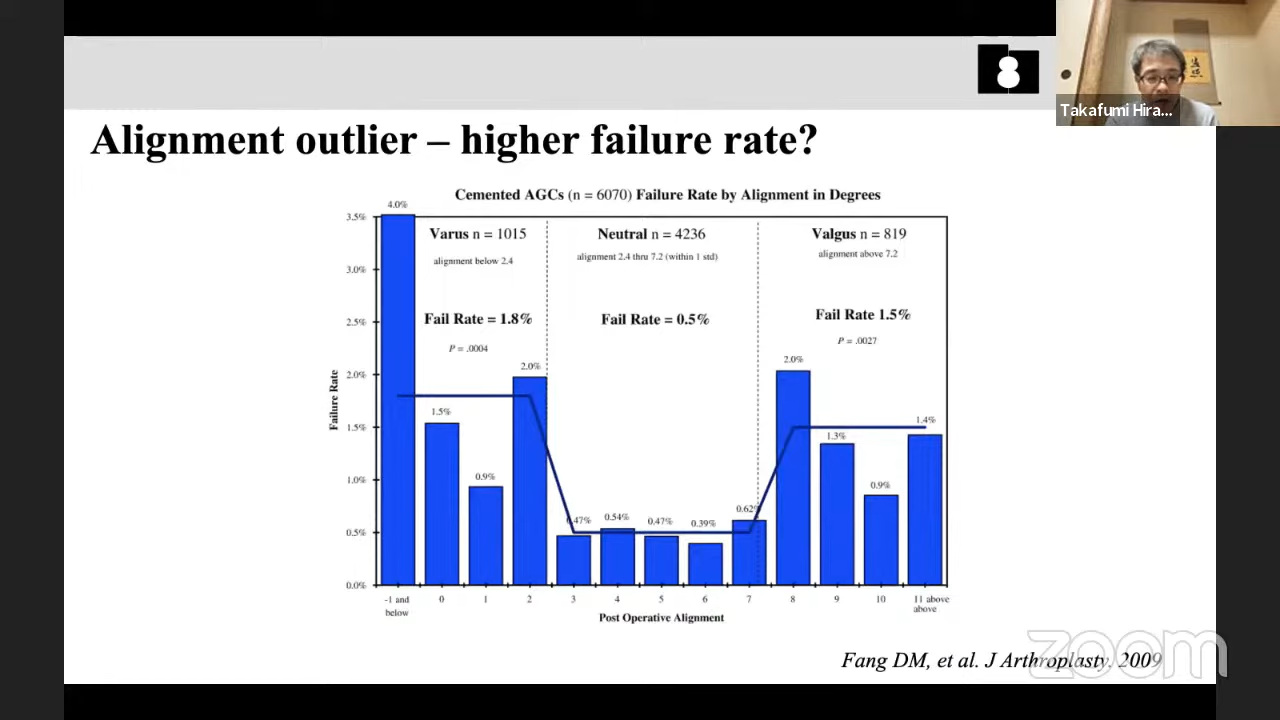 Takafumi Hira...
Alignment outlier – higher failure rate?
Cemented AGCs (n = 6070) Failure Rate by Alignment in Degrees
4.0%
3.5%
3.0%
2.5%
2.0%
1.5%
1.0%
0.5%
0.0%
Failure Rate
Varus n = 1015
alignment below 2.4
Fail Rate = 1.8%
P = .0004
Neutral n = 4236
alignment 2.4 thru 7.2 (within 1 std)
Fail Rate = 0.5%
Valgus n = 819
alignment above 7.2
Fail Rate 1.5%
P = .0027
1.5%
0.9%
2.0%
0.47%
0.54%
0.47%
0.39%
0.62%
2.0%
1.3%
0.9%
1.4%
-1 and
below
0 1 2 3 4 5 6 7 8 9 10 11 above
above
Post Operative Alignment
Fang DM, et al. J Arthroplasty. 2009
zoom